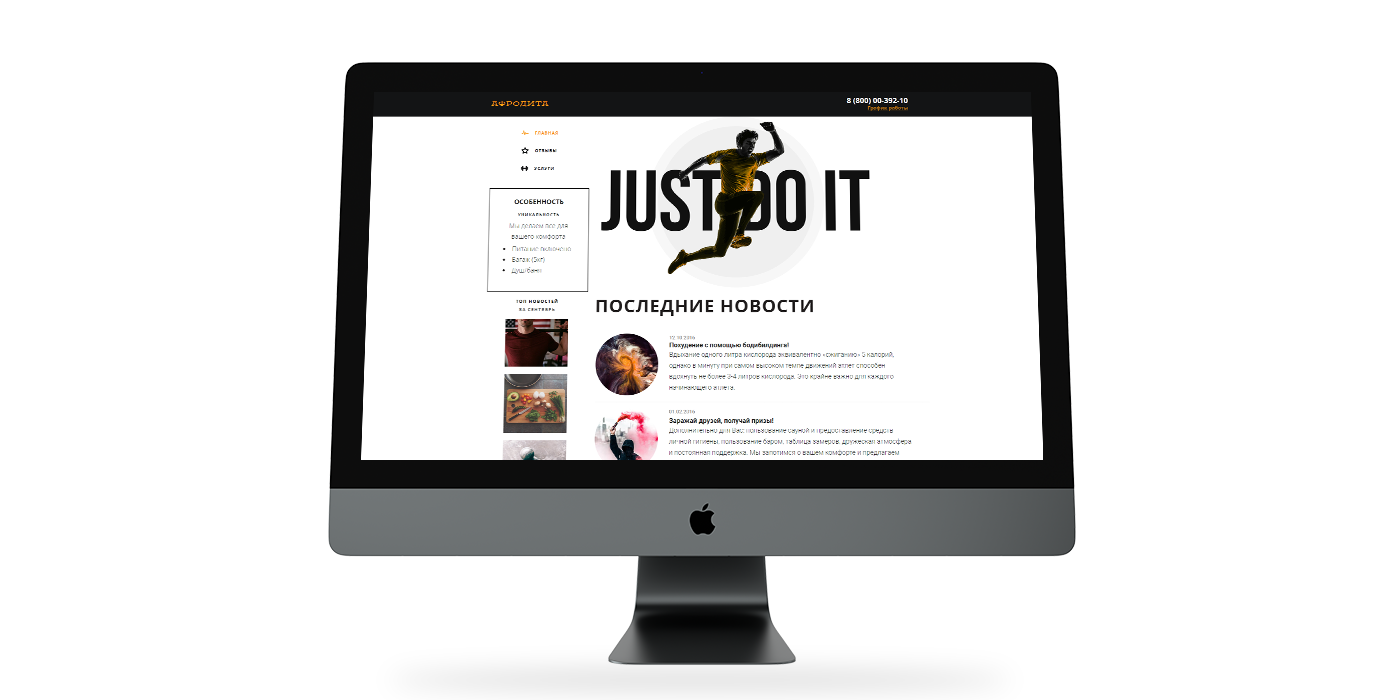 АФРОДИТА
8 (800) 00-392-10
График работы
ГЛАВНАЯ
ОТЗЫВЫ
УСЛУГИ
ОСОБЕННОСТЬ
УНИКАЛЬНОСТЬ
Мы делаем все для
вашего комфорта
Питание включено
Багаж (5кг)
Душ/баня
ТОП НОВОСТЕЙ
ЗА СЕНТЯБРЬ
JUST DO IT
ПОСЛЕДНИЕ НОВОСТИ
12.10.2016
Похудение с помощью бодибилдинга!
Вдыхание одного литра кислорода эквивалентно «сжиганию» 5 калорий,
однако в минуту при самом высоком темпе движений атлет способен
вдохнуть не более 3-4 литров кислорода. Это крайне важно для каждого
начинающего атлета.
01.02.2016
Заражай друзей, получай призы!
Дополнительно для Вас: пользование сауной и предоставление средств
личной гигиены, пользование баром, таблица замеров, дружеская атмосфера
и постоянная поддержка. Мы заботимся о вашем комфорте и предлагаем